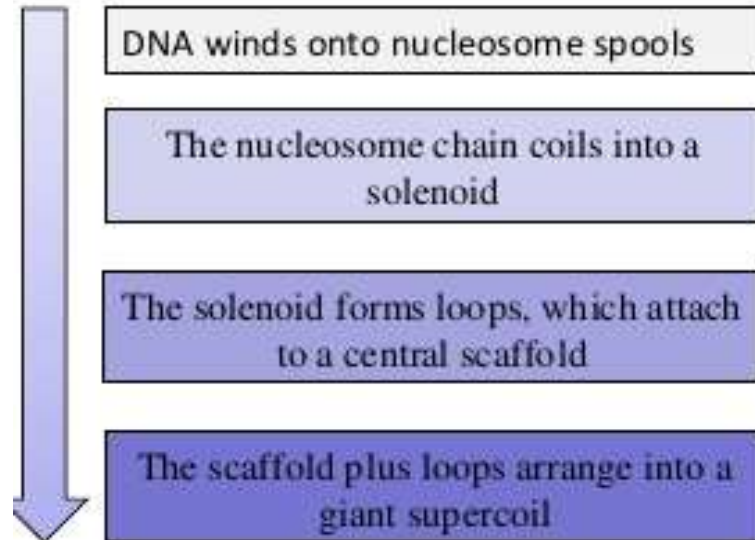 DNA winds onto nucleosome spools
The nucleosome chain coils into a
solenoid
The solenoid forms loops, which attach
to a central scaffold
The scaffold plus loops arrange into a
giant supercoil